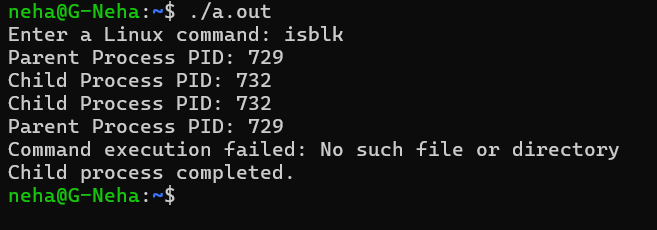 neha@G-Neha:~$ ./a.out
Enter a Linux command: isblk
Parent Process PID: 729
Child Process PID: 732
Child Process PID: 732
Parent Process PID: 729
Command execution failed: No such file or directory
Child process completed.
neha@G-Neha:~$